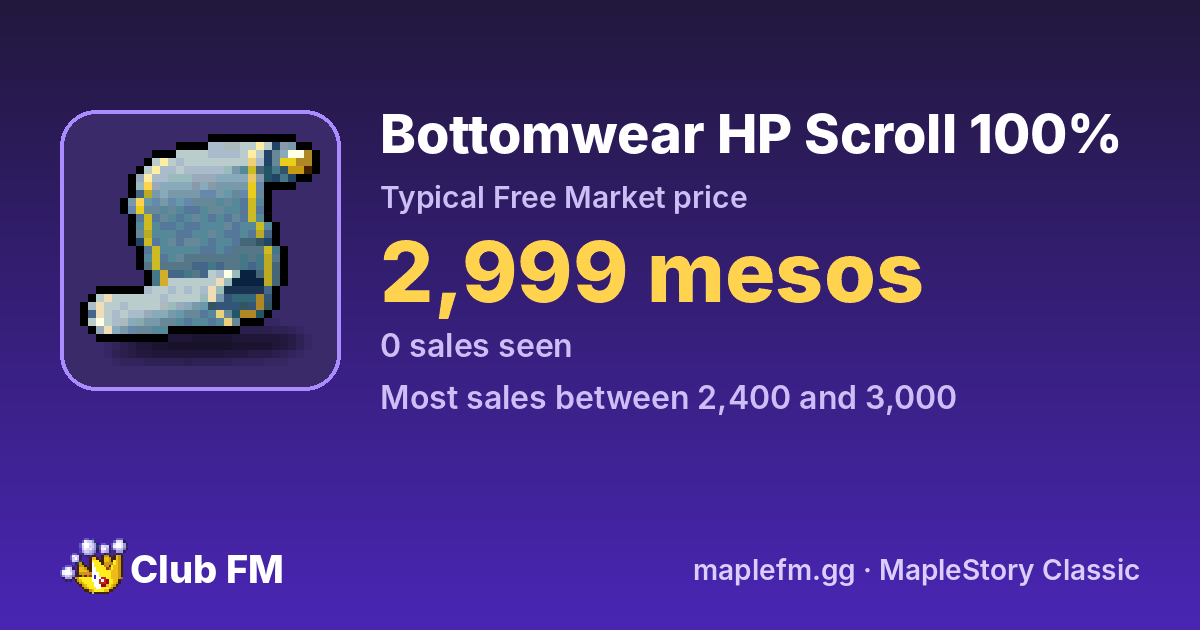 Bottomwear HP Scroll 100%
Typical Free Market price
2,999 mesos
0 sales seen
Most sales between 2,400 and 3,000
Club FM
maplefm.gg · MapleStory Classic